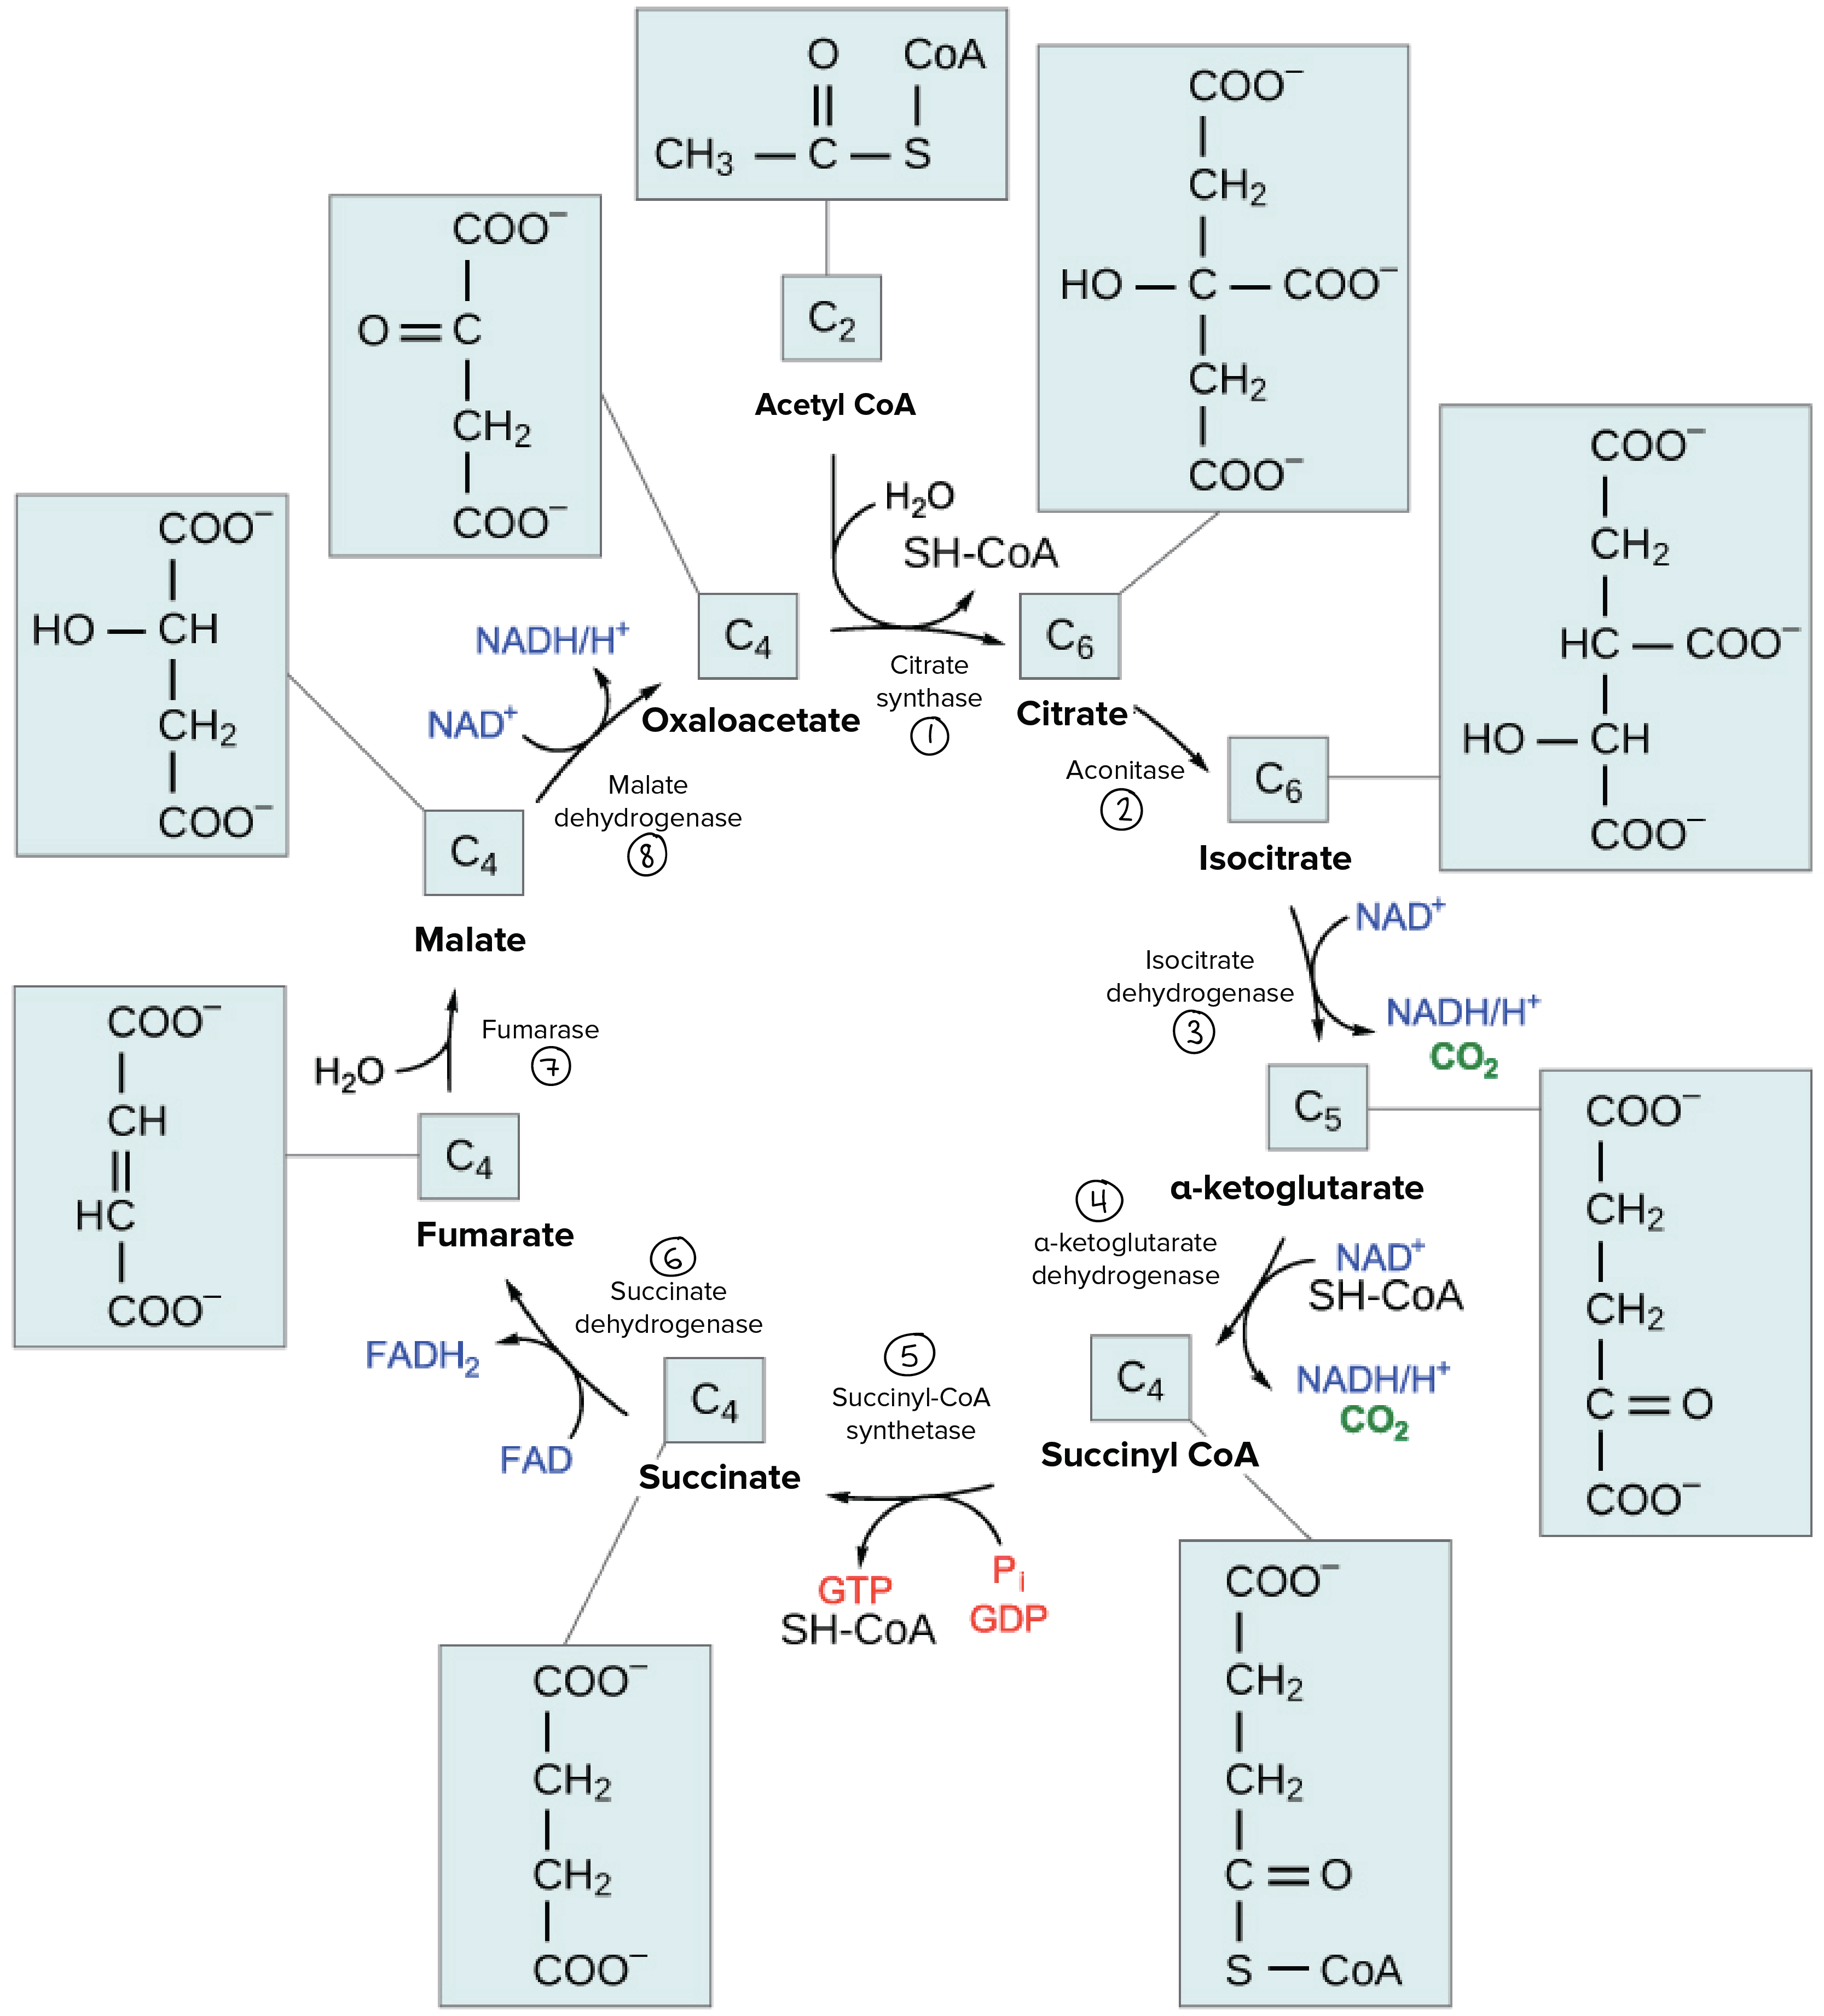 O CoA
||
CH₃ — C — S
C₂
Acetyl CoA
H₂O
SH-CoA
Citrate
synthase
①
COO⁻
CH₂
HO — C — COO⁻
CH₂
COO⁻
C₆
Citrate
Aconitase
②
COO⁻
CH₂
HC — COO⁻
HO — CH
COO⁻
C₆
Isocitrate
NAD⁺
Isocitrate
dehydrogenase
③
NADH/H⁺
CO₂
C₅
α-ketoglutarate
COO⁻
CH₂
CH₂
C = O
COO⁻
④
α-ketoglutarate
dehydrogenase
NAD⁺
SH-CoA
NADH/H⁺
CO₂
C₄
Succinyl CoA
COO⁻
CH₂
CH₂
C = O
S — CoA
⑤
Succinyl-CoA
synthetase
Pᵢ
GDP
GTP
SH-CoA
C₄
Succinate
COO⁻
CH₂
CH₂
COO⁻
⑥
Succinate
dehydrogenase
FAD
FADH₂
C₄
Fumarate
COO⁻
CH
||
HC
COO⁻
H₂O
Fumarase
⑦
Malate
C₄
COO⁻
HO — CH
CH₂
COO⁻
Malate
dehydrogenase
⑧
NAD⁺
NADH/H⁺
C₄
Oxaloacetate
COO⁻
O = C
CH₂
COO⁻